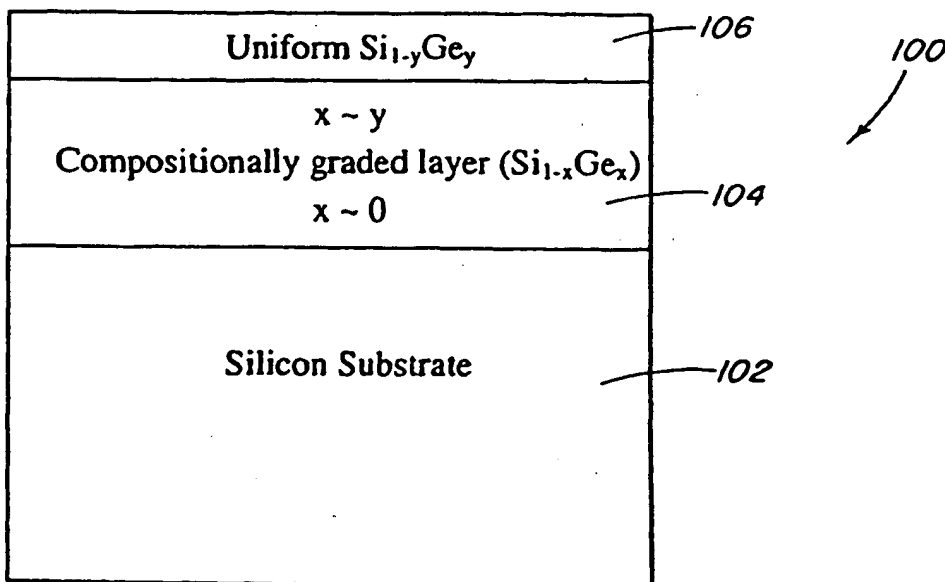 Uniform Si₁₋yGey
106
100
x ~ y
Compositionally graded layer (Si₁₋ₓGeₓ)
x ~ 0
104
Silicon Substrate
102